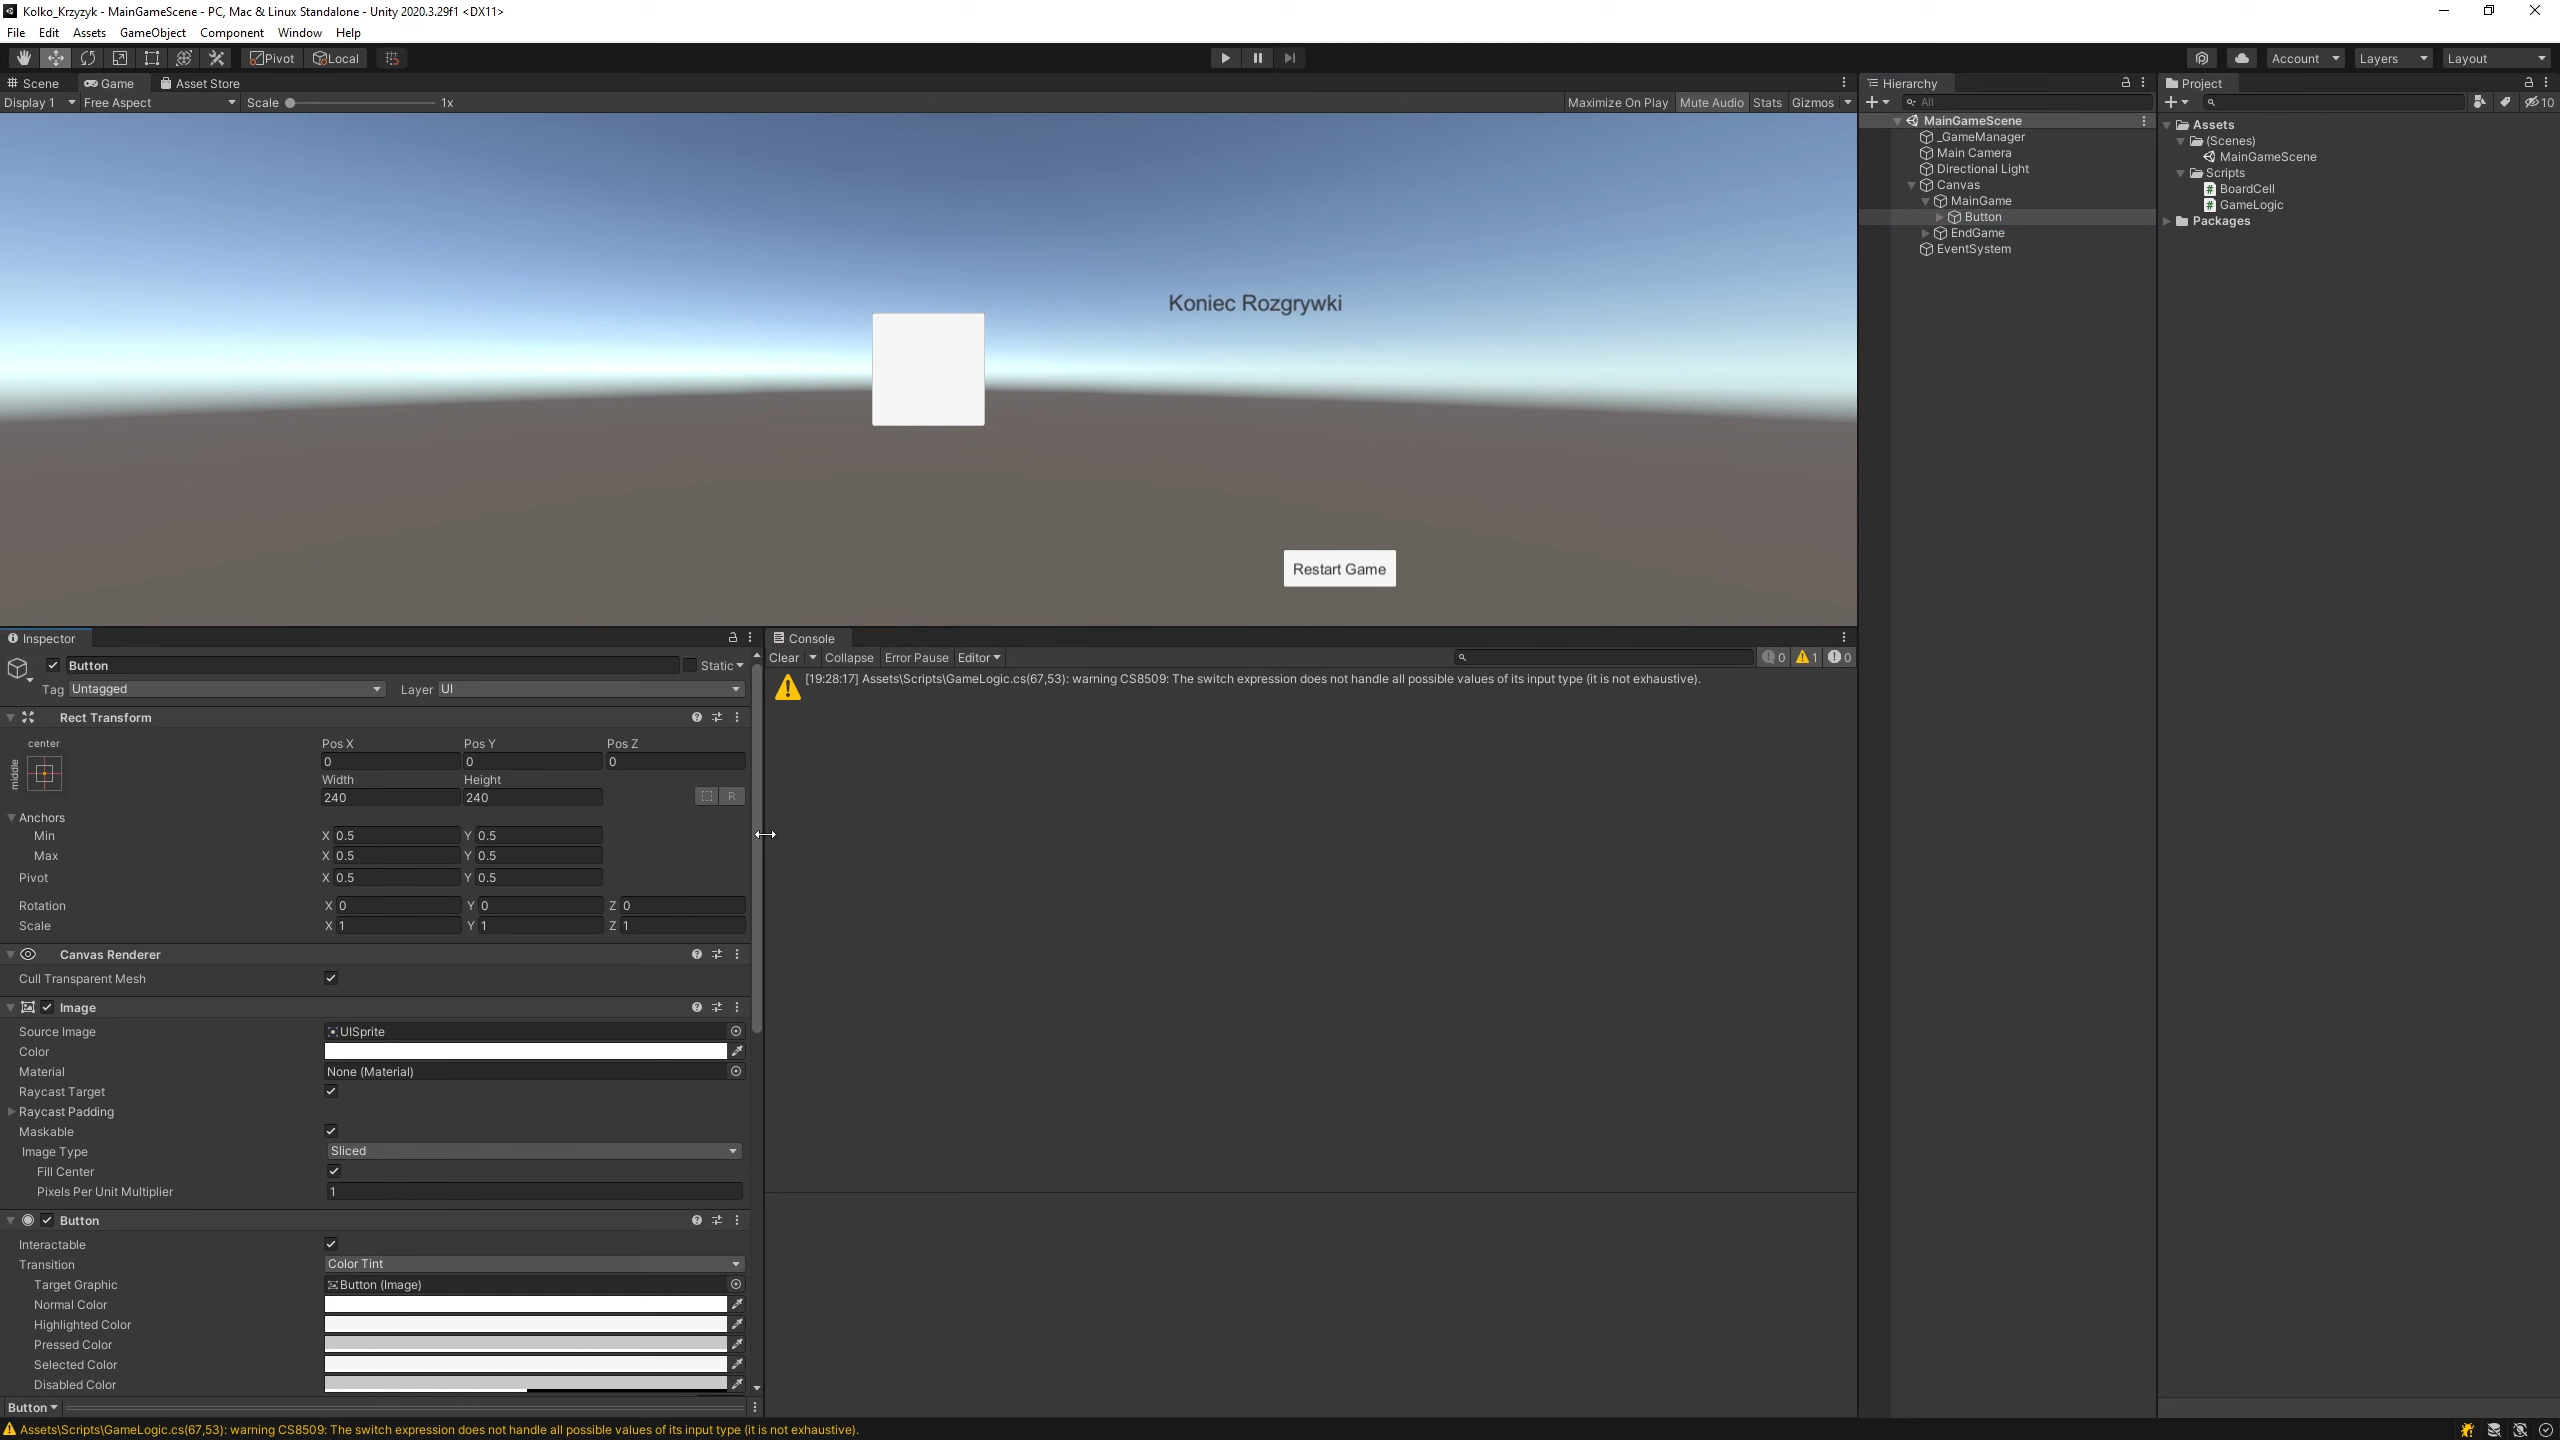 Kolko_Krzyzyk - MainGameScene - PC, Mac & Linux Standalone - Unity 2020.3.29f1 <DX11>
File Edit Assets GameObject Component Window Help
Pivot Local Account Layers Layout
Scene Game Asset Store
Display 1 Free Aspect Scale 1x Maximize On Play Mute Audio Stats Gizmos
Koniec Rozgrywki
Restart Game
Hierarchy
All
MainGameScene
_GameManager
Main Camera
Directional Light
Canvas
MainGame
Button
EndGame
EventSystem
Project
10
Assets
(Scenes)
MainGameScene
Scripts
BoardCell
GameLogic
Packages
Inspector
Button Static
Tag Untagged Layer UI
Rect Transform
center
middle
Pos X Pos Y Pos Z
0 0 0
Width Height
240 240 R
Anchors
Min X 0.5 Y 0.5
Max X 0.5 Y 0.5
Pivot X 0.5 Y 0.5
Rotation X 0 Y 0 Z 0
Scale X 1 Y 1 Z 1
Canvas Renderer
Cull Transparent Mesh
Image
Source Image UISprite
Color
Material None (Material)
Raycast Target
Raycast Padding
Maskable
Image Type Sliced
Fill Center
Pixels Per Unit Multiplier 1
Button
Interactable
Transition Color Tint
Target Graphic Button (Image)
Normal Color
Highlighted Color
Pressed Color
Selected Color
Disabled Color
Button
Console
Clear Collapse Error Pause Editor 0 1 0
[19:28:17] Assets\Scripts\GameLogic.cs(67,53): warning CS8509: The switch expression does not handle all possible values of its input type (it is not exhaustive).
Assets\Scripts\GameLogic.cs(67,53): warning CS8509: The switch expression does not handle all possible values of its input type (it is not exhaustive).